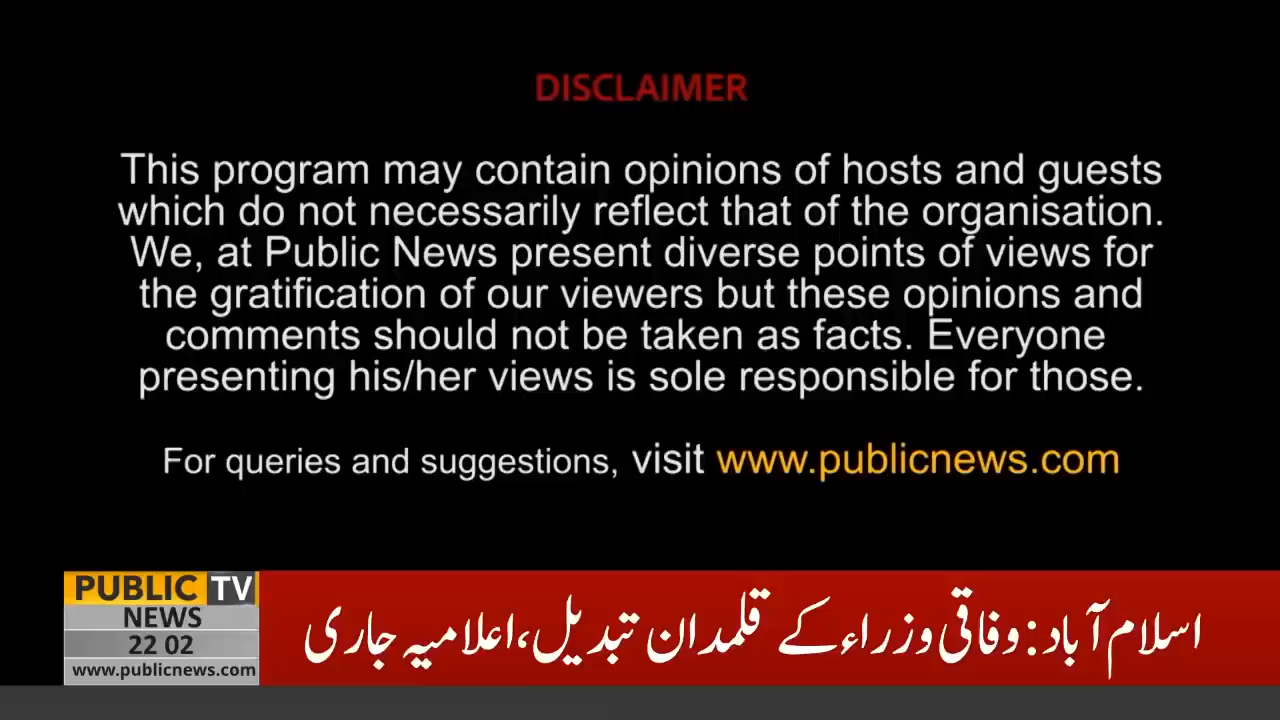 DISCLAIMER
This program may contain opinions of hosts and guests
which do not necessarily reflect that of the organisation.
We, at Public News present diverse points of views for
the gratification of our viewers but these opinions and
comments should not be taken as facts. Everyone
presenting his/her views is sole responsible for those.
For queries and suggestions, visit www.publicnews.com
PUBLIC TV
NEWS
22 02
www.publicnews.com
اسلام آباد: وفاقی وزراء کے قلمدان تبدیل، اعلامیہ جاری